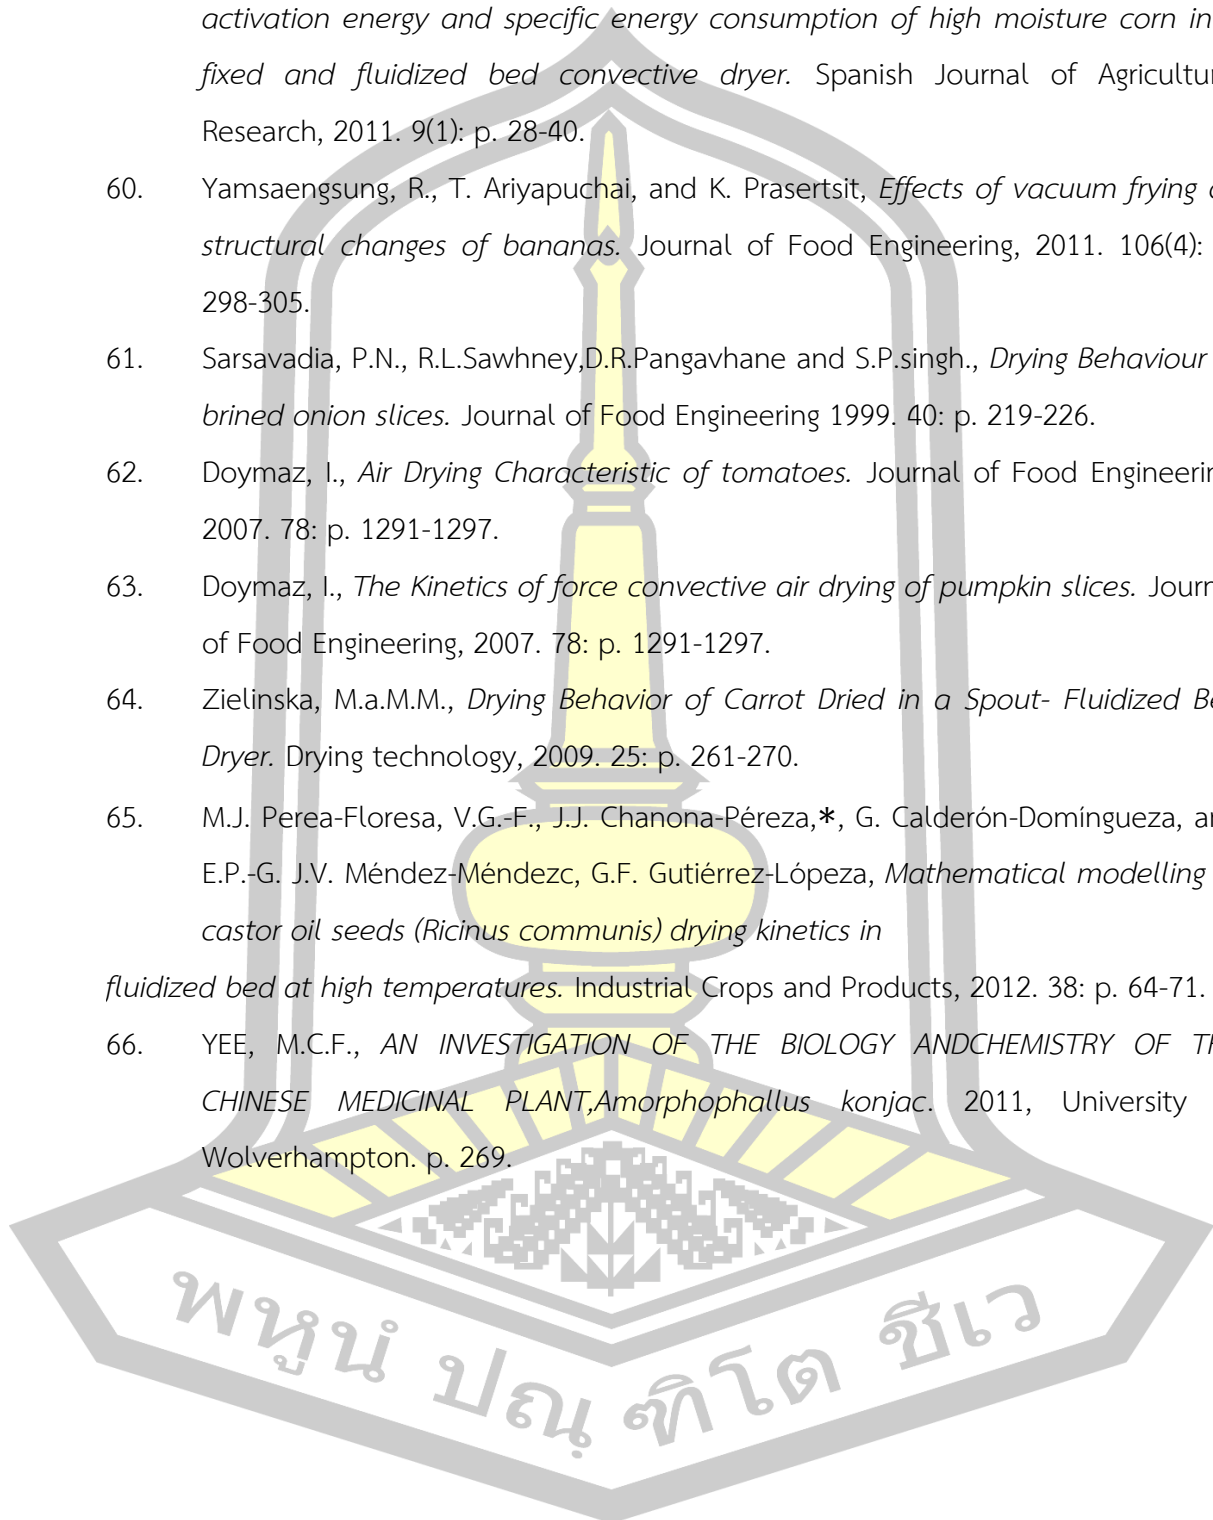 activation energy and specific energy consumption of high moisture corn in
fixed and fluidized bed convective dryer. Spanish Journal of Agricultur
Research, 2011. 9(1): p. 28-40.
60. Yamsaengsung, R., T. Ariyapuchai, and K. Prasertsit, Effects of vacuum frying
structural changes of bananas. Journal of Food Engineering, 2011. 106(4):
298-305.
61. Sarsavadia, P.N., R.L.Sawhney,D.R.Pangavhane and S.P.singh., Drying Behaviour
brined onion slices. Journal of Food Engineering 1999. 40: p. 219-226.
62. Doymaz, I., Air Drying Characteristic of tomatoes. Journal of Food Engineerin
2007. 78: p. 1291-1297.
63. Doymaz, I., The Kinetics of force convective air drying of pumpkin slices. Journ
of Food Engineering, 2007. 78: p. 1291-1297.
64. Zielinska, M.a.M.M., Drying Behavior of Carrot Dried in a Spout- Fluidized Be
Dryer. Drying technology, 2009. 25: p. 261-270.
65. M.J. Perea-Floresa, V.G.-F., J.J. Chanona-Péreza,*, G. Calderón-Domíngueza, an
E.P.-G. J.V. Méndez-Méndezc, G.F. Gutiérrez-Lópeza, Mathematical modelling
castor oil seeds (Ricinus communis) drying kinetics in
fluidized bed at high temperatures. Industrial Crops and Products, 2012. 38: p. 64-71.
66. YEE, M.C.F., AN INVESTIGATION OF THE BIOLOGY ANDCHEMISTRY OF TH
CHINESE MEDICINAL PLANT,Amorphophallus konjac. 2011, University
Wolverhampton. p. 269.
พหูนํ ปณฺ ฑิโต ชีเว